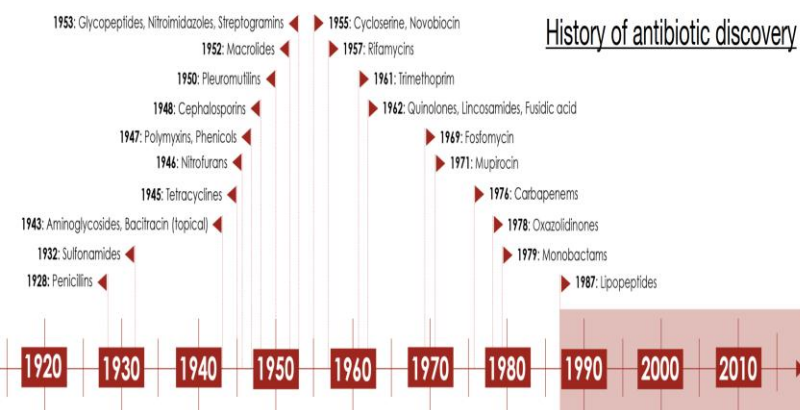 History of antibiotic discovery
1953: Glycopeptides, Nitroimidazoles, Streptogramins
1952: Macrolides
1950: Pleuromutilins
1948: Cephalosporins
1947: Polymyxins, Phenicols
1946: Nitrofurans
1945: Tetracyclines
1943: Aminoglycosides, Bacitracin (topical)
1932: Sulfonamides
1928: Penicillins
1955: Cycloserine, Novobiocin
1957: Rifamycins
1961: Trimethoprim
1962: Quinolones, Lincosamides, Fusidic acid
1969: Fosfomycin
1971: Mupirocin
1976: Carbapenems
1978: Oxazolidinones
1979: Monobactams
1987: Lipopeptides
1920 1930 1940 1950 1960 1970 1980 1990 2000 2010